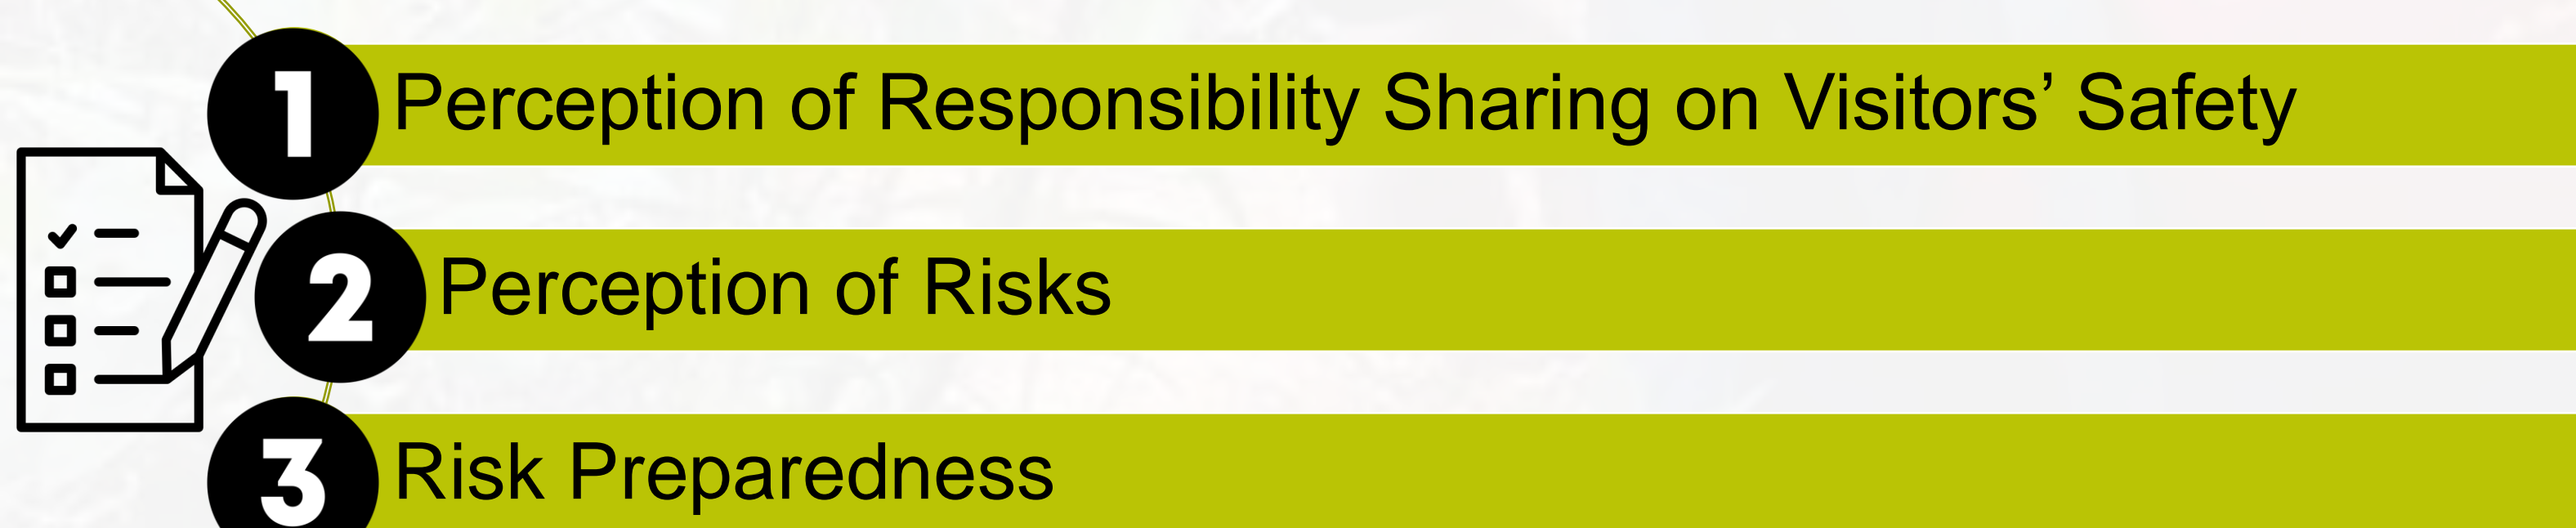 1 Perception of Responsibility Sharing on Visitors’ Safety
2 Perception of Risks
3 Risk Preparedness